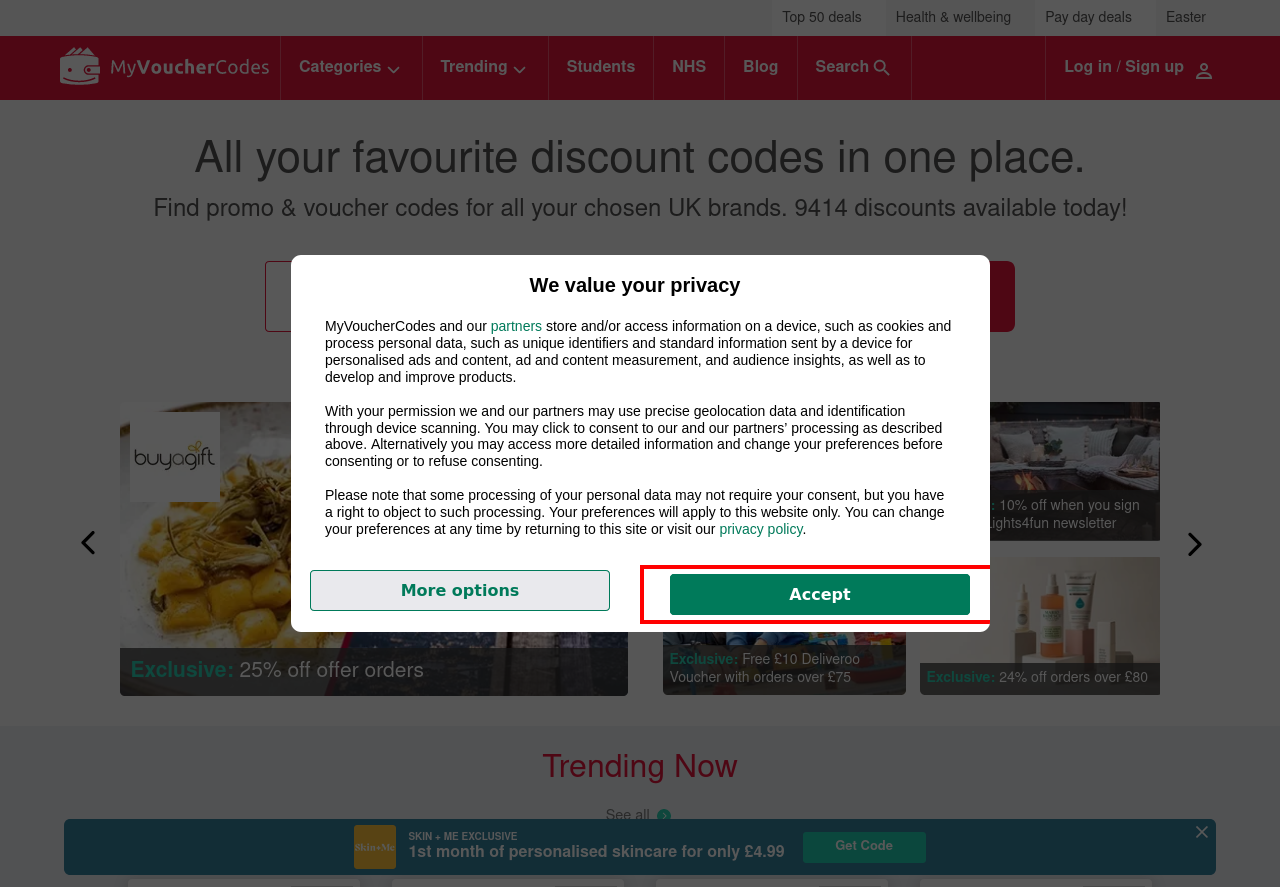 Top 50 deals
Health & wellbeing
Pay day deals
Easter
MyVoucherCodes
Categories
Trending
Students
NHS
Blog
Search
Log in / Sign up
All your favourite discount codes in one place.
Find promo & voucher codes for all your chosen UK brands. 9414 discounts available today!
We value your privacy
MyVoucherCodes and our partners store and/or access information on a device, such as cookies and
process personal data, such as unique identifiers and standard information sent by a device for
personalised ads and content, ad and content measurement, and audience insights, as well as to
develop and improve products.
With your permission we and our partners may use precise geolocation data and identification
through device scanning. You may click to consent to our and our partners’ processing as described
above. Alternatively you may access more detailed information and change your preferences before
consenting or to refuse consenting.
Please note that some processing of your personal data may not require your consent, but you have
a right to object to such processing. Your preferences will apply to this website only. You can change
your preferences at any time by returning to this site or visit our privacy policy.
More options
Accept
buyagift
Exclusive: 25% off offer orders
: 10% off when you sign
Lights4fun newsletter
Exclusive: Free £10 Deliveroo
Voucher with orders over £75
Exclusive: 24% off orders over £80
Trending Now
See all
Skin+Me
SKIN + ME EXCLUSIVE
1st month of personalised skincare for only £4.99
Get Code